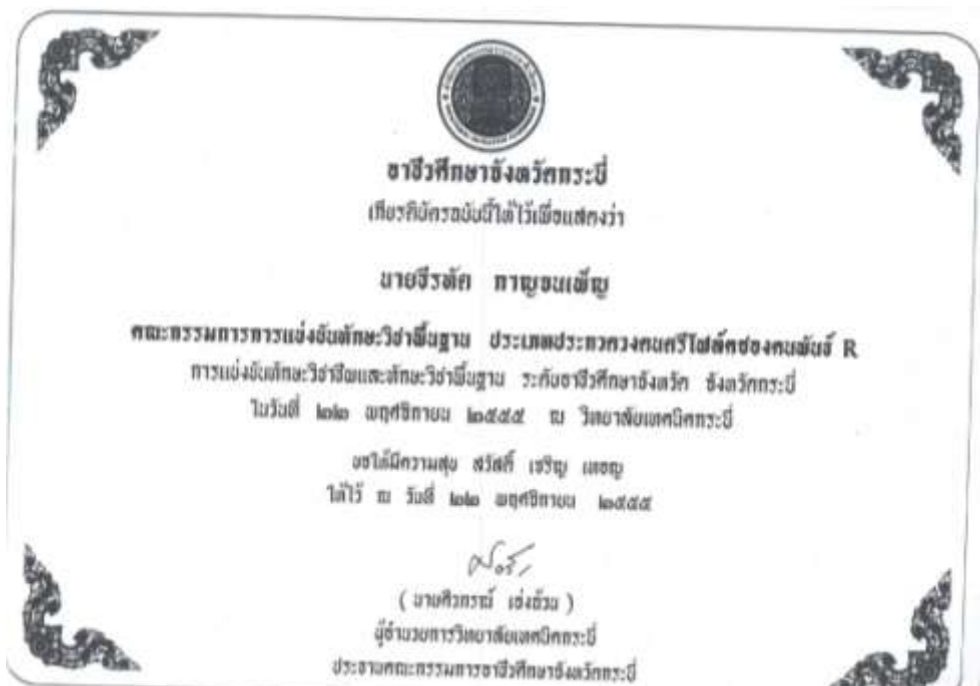 อาชีวศึกษาจังหวัดกระบี่
เกียรติบัตรฉบับนี้ให้ไว้เพื่อแสดงว่า
นายธีรทัต กาญจนเพ็ญ
คณะกรรมการการแข่งขันทักษะวิชาพื้นฐาน ประเภทประกวดวงดนตรีโฟล์คซองคนพันธ์ R
การแข่งขันทักษะวิชาชีพและทักษะวิชาพื้นฐาน ระดับอาชีวศึกษาจังหวัด จังหวัดกระบี่
ในวันที่ ๒๒ พฤศจิกายน ๒๕๕๕ ณ วิทยาลัยเทคนิคกระบี่
ขอให้มีความสุข สวัสดิ์ เจริญ เทอญ
ให้ไว้ ณ วันที่ ๒๒ พฤศจิกายน ๒๕๕๕
( นายศิวกรณ์ เช่งฮ้วน )
ผู้อำนวยการวิทยาลัยเทคนิคกระบี่
ประธานคณะกรรมการอาชีวศึกษาจังหวัดกระบี่